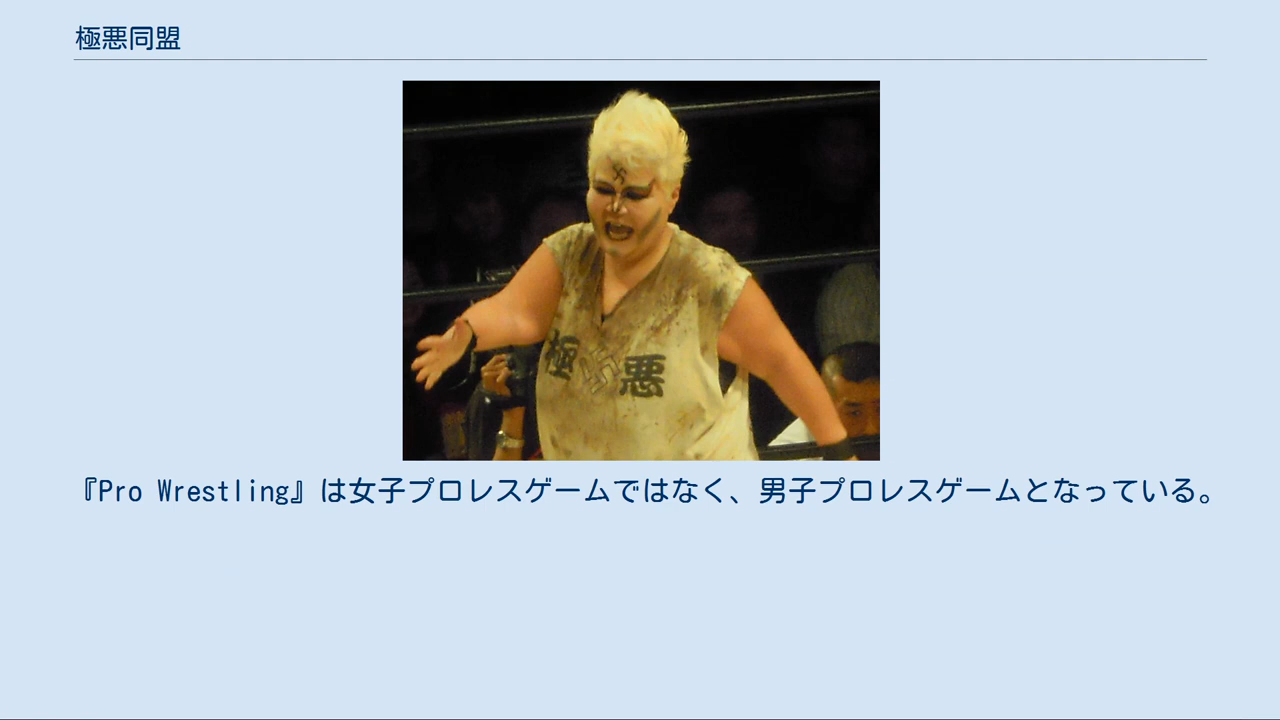 極悪同盟
極卍悪
『Pro Wrestling』は女子プロレスゲームではなく、男子プロレスゲームとなっている。